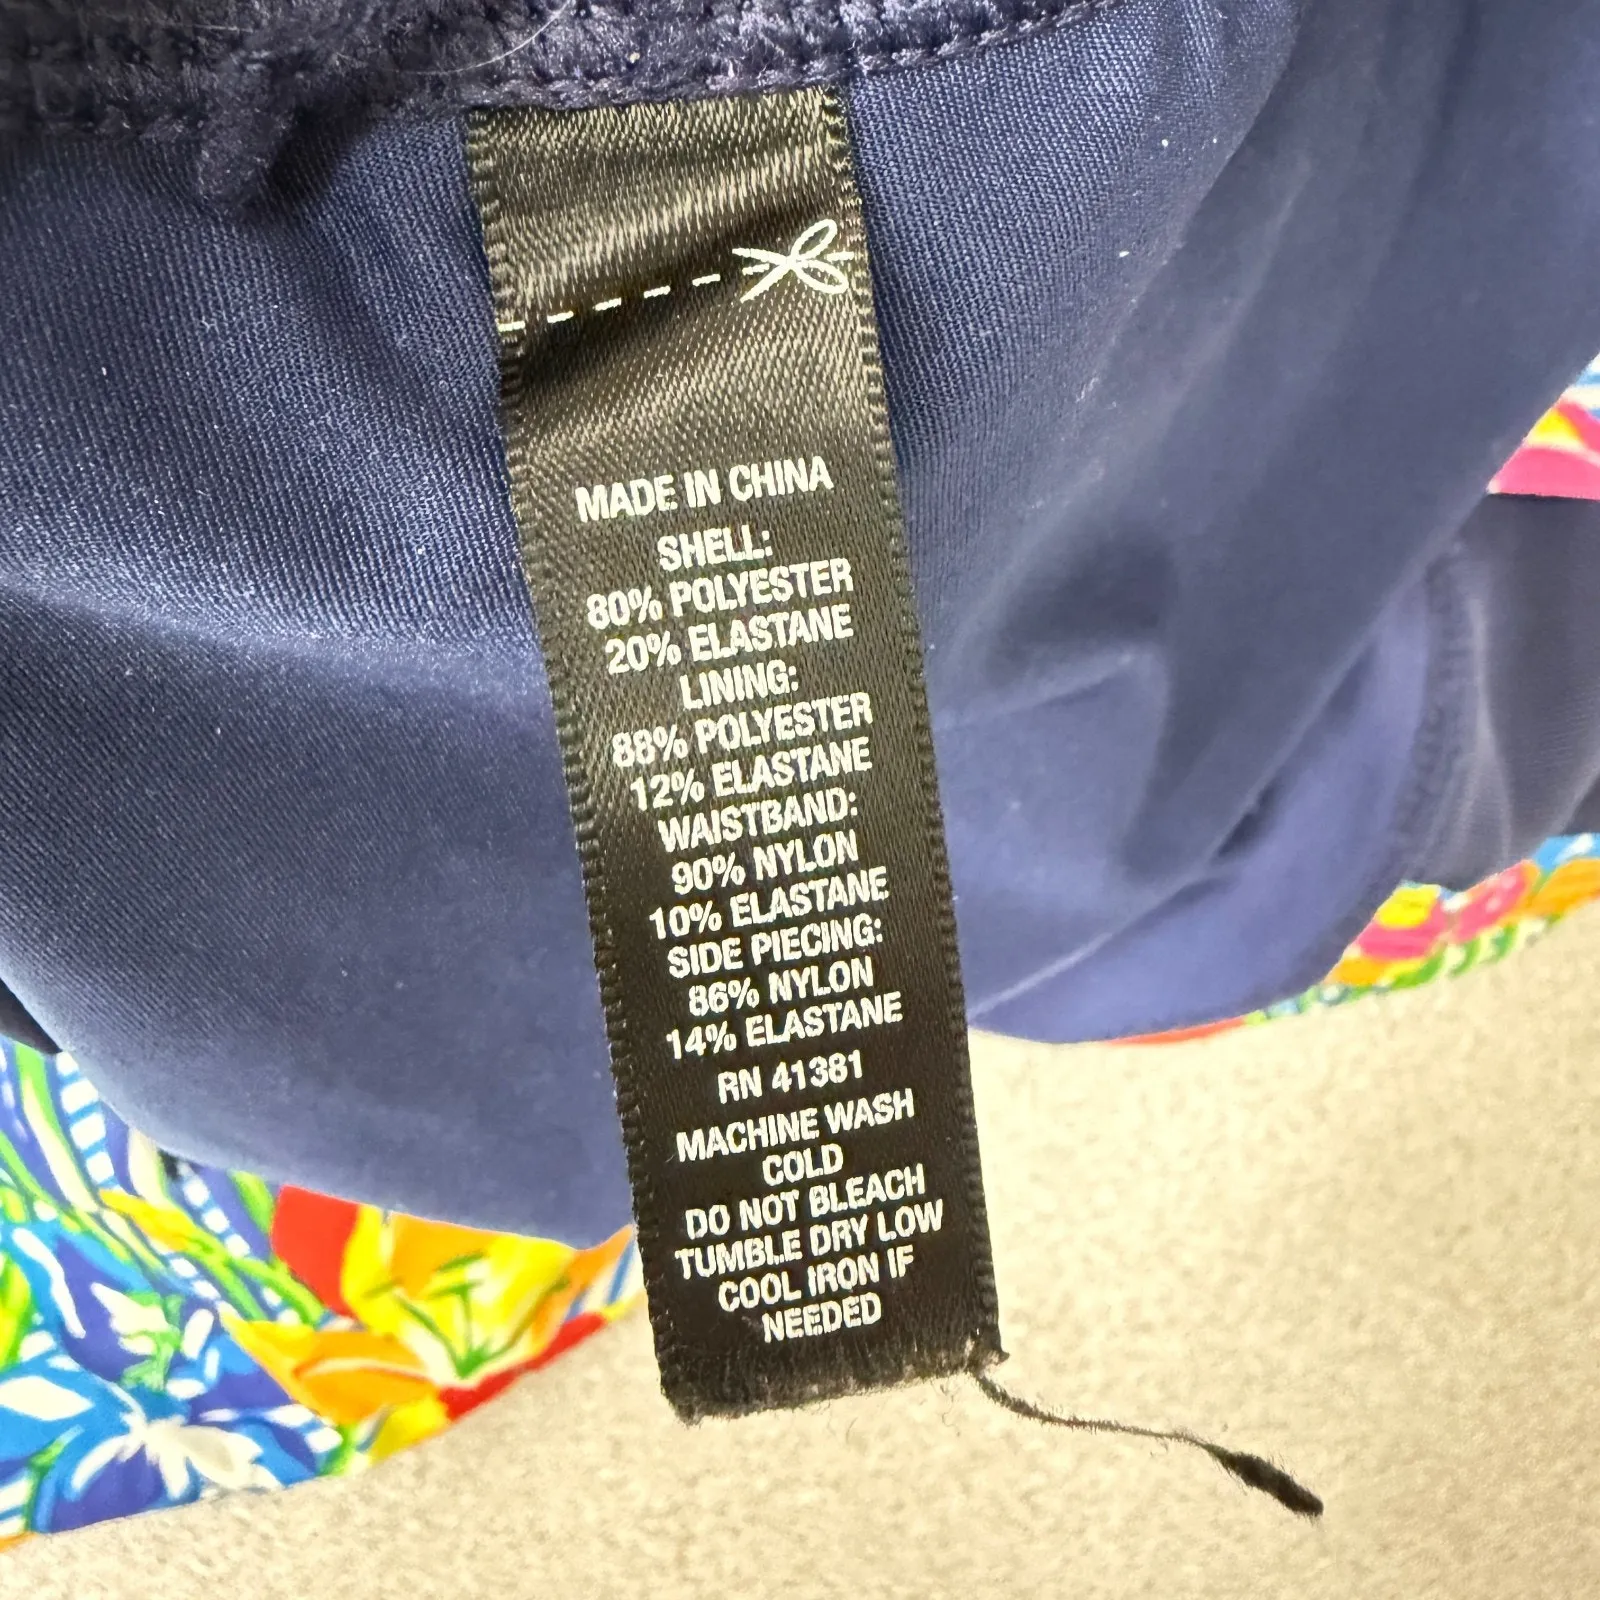 MADE IN CHINA
SHELL:
80% POLYESTER
20% ELASTANE
LINING:
88% POLYESTER
12% ELASTANE
WAISTBAND:
90% NYLON
10% ELASTANE
SIDE PIECING:
86% NYLON
14% ELASTANE
RN 41381
MACHINE WASH
COLD
DO NOT BLEACH
TUMBLE DRY LOW
COOL IRON IF
NEEDED